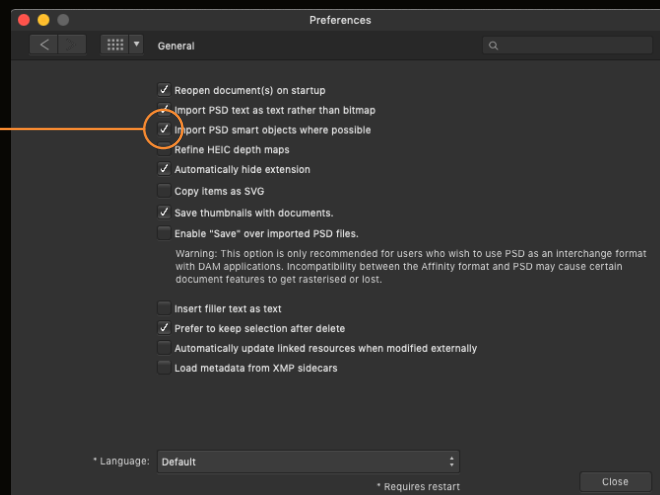 Preferences
General
Reopen document(s) on startup
Import PSD text as text rather than bitmap
Import PSD smart objects where possible
Refine HEIC depth maps
Automatically hide extension
Copy items as SVG
Save thumbnails with documents.
Enable "Save" over imported PSD files.
Warning: This option is only recommended for users who wish to use PSD as an interchange format
with DAM applications. Incompatibility between the Affinity format and PSD may cause certain
document features to get rasterised or lost.
Insert filler text as text
Prefer to keep selection after delete
Automatically update linked resources when modified externally
Load metadata from XMP sidecars
* Language: Default
* Requires restart
Close